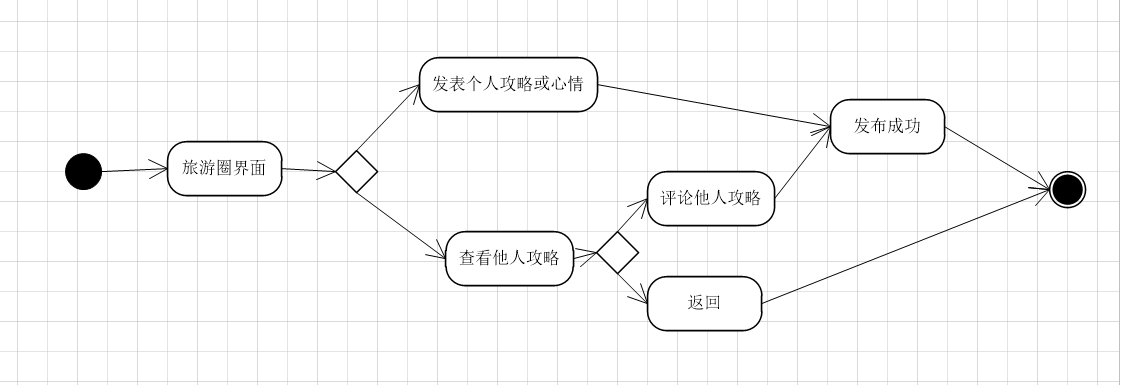 发表个人攻略或心情
发布成功
旅游圈界面
评论他人攻略
查看他人攻略
返回